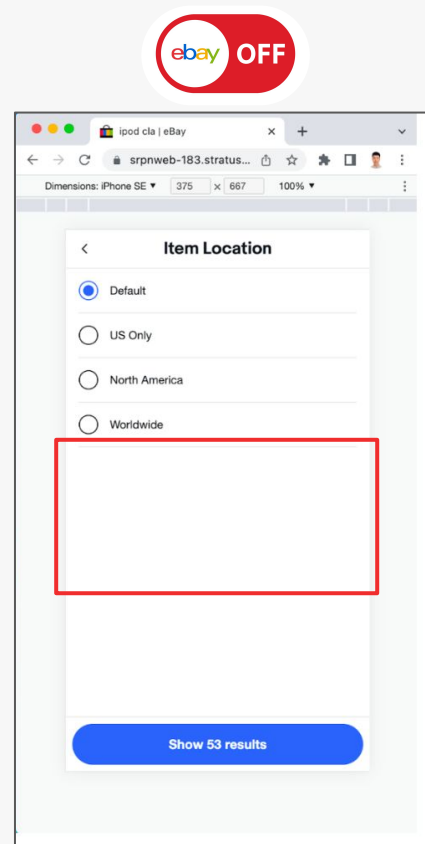 ebay OFF
ipod cla | eBay
srpnweb-183.stratus...
Dimensions: iPhone SE ▼ 375 × 667 100% ▼
Item Location
Default
US Only
North America
Worldwide
Show 53 results